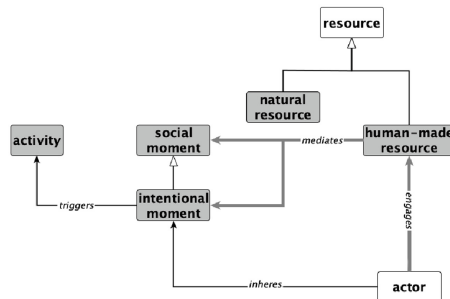 resource
natural
resource
activity
social
moment
mediates
human-made
resource
triggers
intentional
moment
engages
inheres
actor